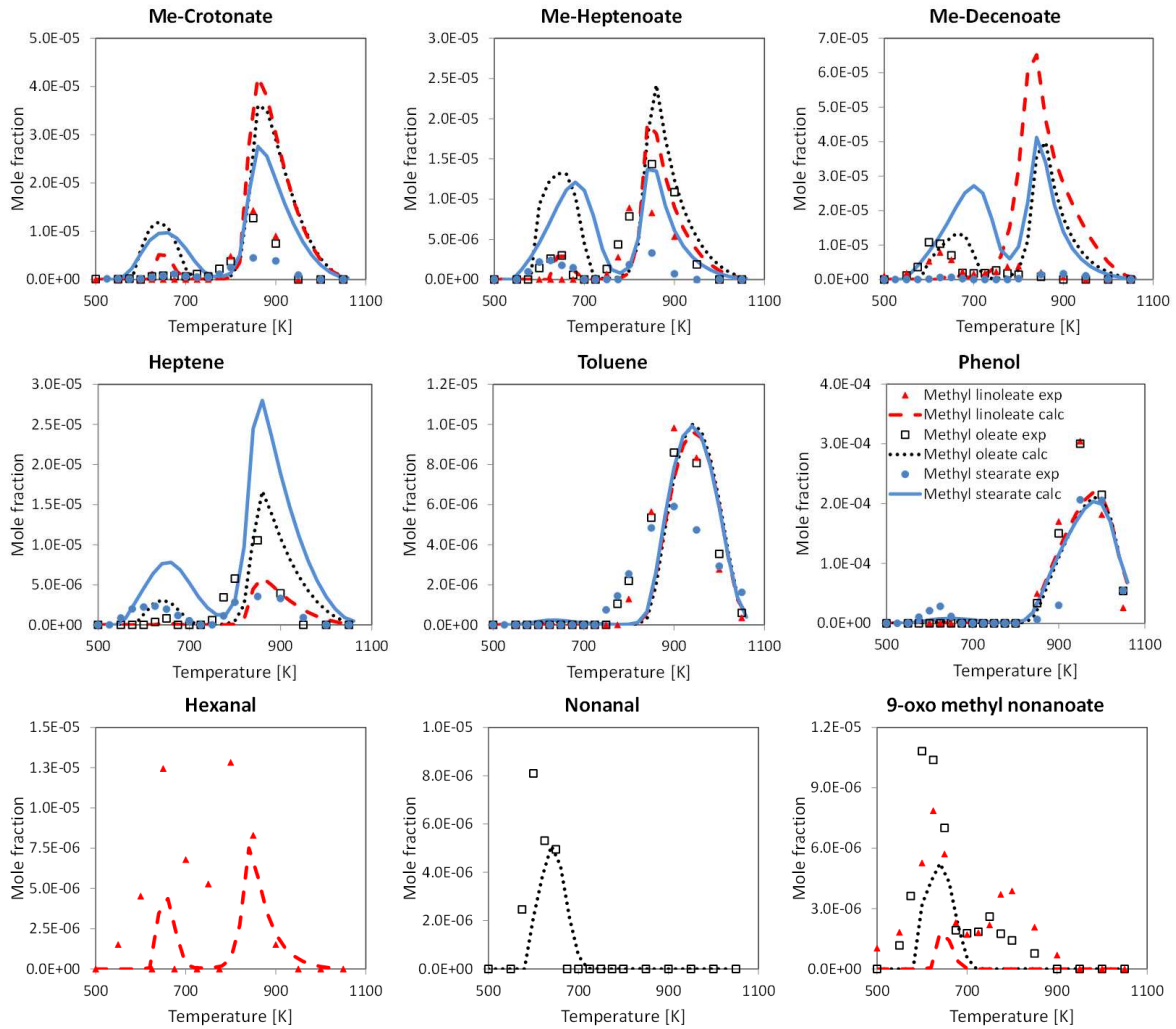 Me-Crotonate
Me-Heptenoate
Me-Decenoate
5.0E-05
4.0E-05
3.0E-05
2.0E-05
1.0E-05
0.0E+00
Mole fraction
500
700
900
1100
Temperature [K]
3.0E-05
2.5E-05
2.0E-05
1.5E-05
1.0E-05
5.0E-06
0.0E+00
Mole fraction
500
700
900
1100
Temperature [K]
7.0E-05
6.0E-05
5.0E-05
4.0E-05
3.0E-05
2.0E-05
1.0E-05
0.0E+00
Mole fraction
500
700
900
1100
Temperature [K]
Heptene
Toluene
Phenol
3.0E-05
2.5E-05
2.0E-05
1.5E-05
1.0E-05
5.0E-06
0.0E+00
Mole fraction
500
700
900
1100
Temperature [K]
1.2E-05
1.0E-05
8.0E-06
6.0E-06
4.0E-06
2.0E-06
0.0E+00
Mole fraction
500
700
900
1100
Temperature [K]
4.0E-04
3.0E-04
2.0E-04
1.0E-04
0.0E+00
Mole fraction
Methyl linoleate exp
Methyl linoleate calc
Methyl oleate exp
Methyl oleate calc
Methyl stearate exp
Methyl stearate calc
500
700
900
1100
Temperature [K]
Hexanal
Nonanal
9-oxo methyl nonanoate
1.5E-05
1.3E-05
1.0E-05
7.5E-06
5.0E-06
2.5E-06
0.0E+00
Mole fraction
500
700
900
1100
Temperature [K]
1.0E-05
8.0E-06
6.0E-06
4.0E-06
2.0E-06
0.0E+00
Mole fraction
500
700
900
1100
Temperature [K]
1.2E-05
9.0E-06
6.0E-06
3.0E-06
0.0E+00
Mole fraction
500
700
900
1100
Temperature [K]